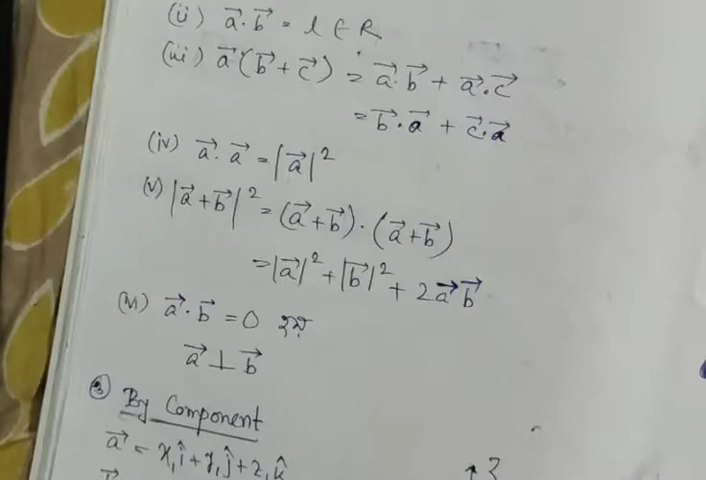 (ii) a⃗·b⃗ = l ∈ R
(iii) a⃗(b⃗+c⃗) = a⃗·b⃗ + a⃗·c⃗
= b⃗·a⃗ + c⃗·a⃗
(iv) a⃗·a⃗ = |a⃗|²
(v) |a⃗+b⃗|² = (a⃗+b⃗)·(a⃗+b⃗)
= |a⃗|² + |b⃗|² + 2a⃗b⃗
(vi) a⃗·b⃗ = 0
a⃗ ⊥ b⃗
③ By Component
a⃗ = x₁î + y₁ĵ + z₁k̂